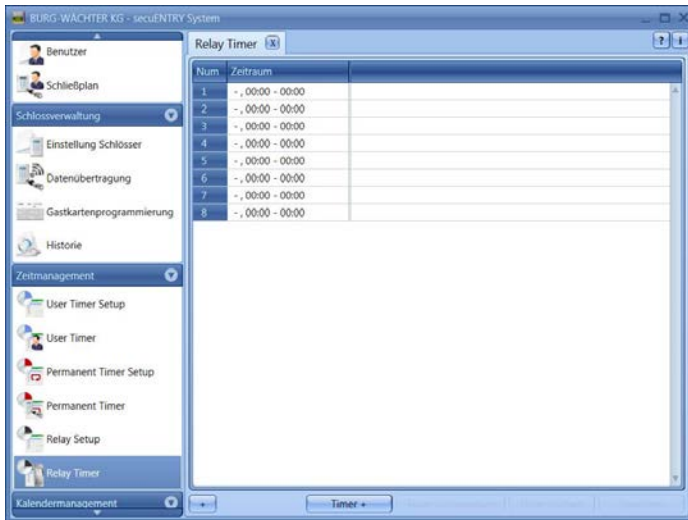 BURG-WÄCHTER KG - secuENTRY System
Benutzer
Schließplan
Schlossverwaltung
Einstellung Schlösser
Datenübertragung
Gastkartenprogrammierung
Historie
Zeitmanagement
User Timer Setup
User Timer
Permanent Timer Setup
Permanent Timer
Relay Setup
Relay Timer
Kalendermanagement
Relay Timer X
? i
Num Zeitraum
1 - , 00:00 - 00:00
2 - , 00:00 - 00:00
3 - , 00:00 - 00:00
4 - , 00:00 - 00:00
5 - , 00:00 - 00:00
6 - , 00:00 - 00:00
7 - , 00:00 - 00:00
8 - , 00:00 - 00:00
+ Timer +